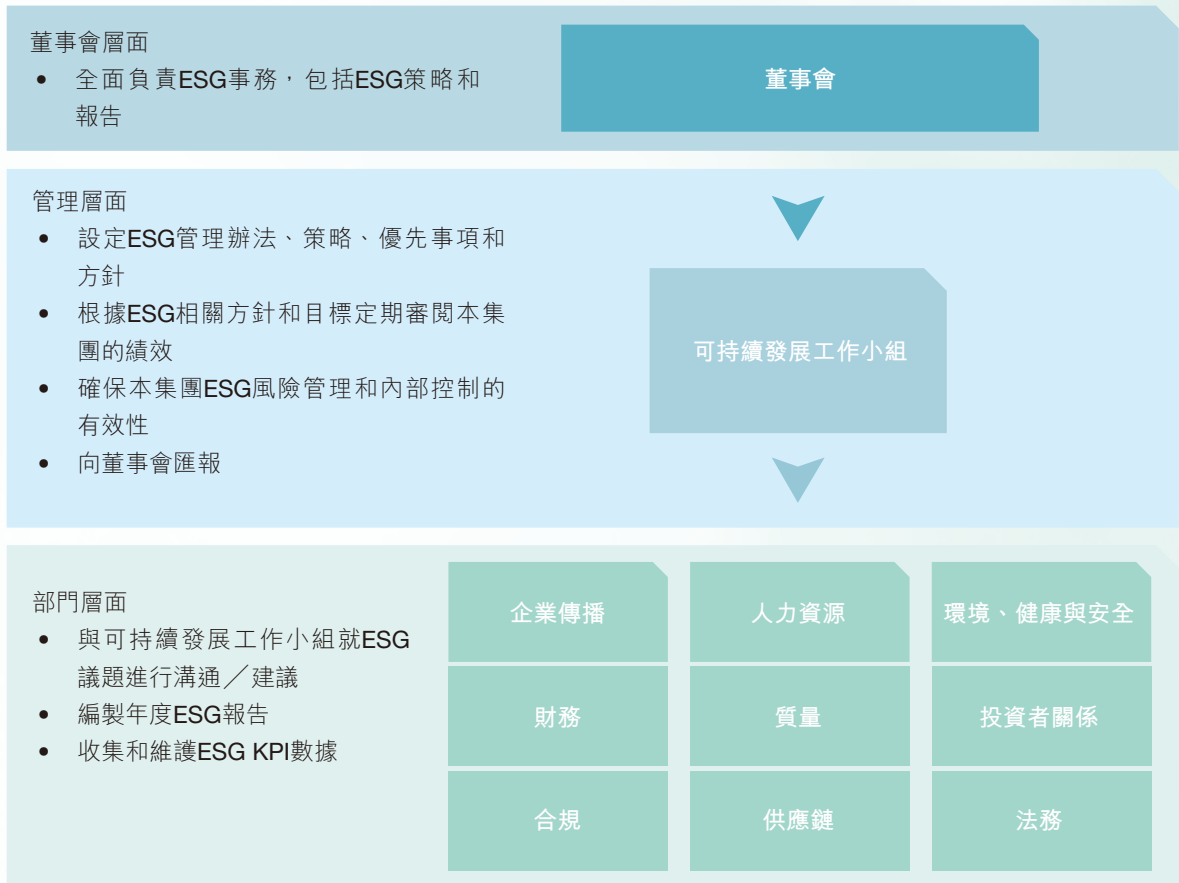 董事會層面
• 全面負責ESG事務，包括ESG策略和
報告
董事會
管理層面
• 設定ESG管理辦法、策略、優先事項和
方針
• 根據ESG相關方針和目標定期審閱本集
團的績效
• 確保本集團ESG風險管理和內部控制的
有效性
• 向董事會匯報
可持續發展工作小組
部門層面
• 與可持續發展工作小組就ESG
議題進行溝通／建議
• 編製年度ESG報告
• 收集和維護ESG KPI數據
企業傳播
人力資源
環境、健康與安全
財務
質量
投資者關係
合規
供應鏈
法務